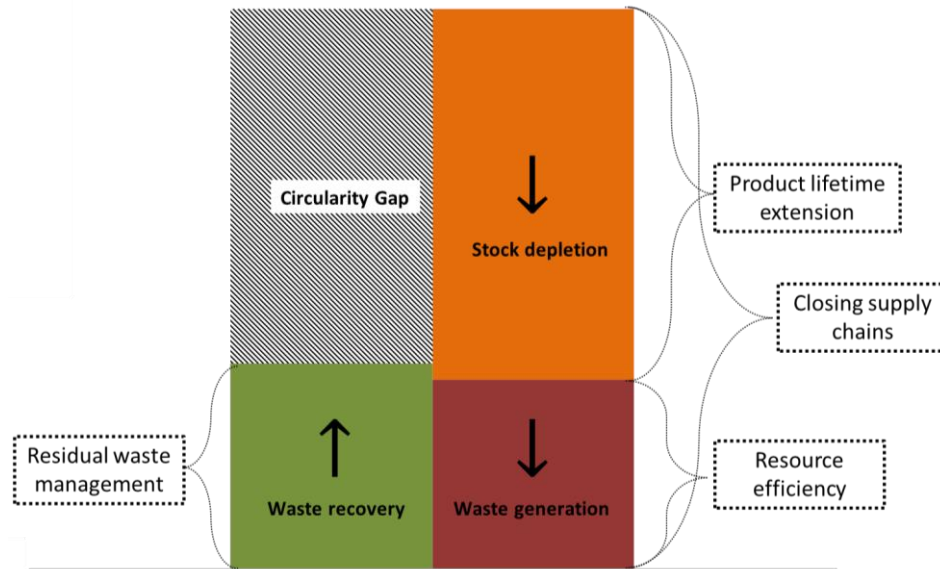 Circularity Gap
Stock depletion
Product lifetime
extension
Closing supply
chains
Residual waste
management
Waste recovery
Waste generation
Resource
efficiency